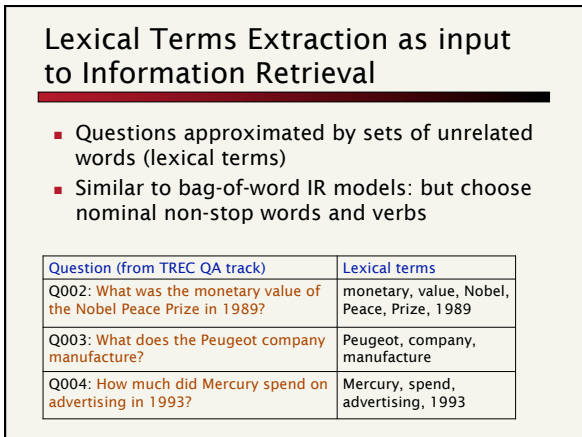 Lexical Terms Extraction as input
to Information Retrieval
▪ Questions approximated by sets of unrelated
words (lexical terms)
▪ Similar to bag-of-word IR models: but choose
nominal non-stop words and verbs
Question (from TREC QA track)
Lexical terms
Q002: What was the monetary value of
the Nobel Peace Prize in 1989?
monetary, value, Nobel,
Peace, Prize, 1989
Q003: What does the Peugeot company
manufacture?
Peugeot, company,
manufacture
Q004: How much did Mercury spend on
advertising in 1993?
Mercury, spend,
advertising, 1993